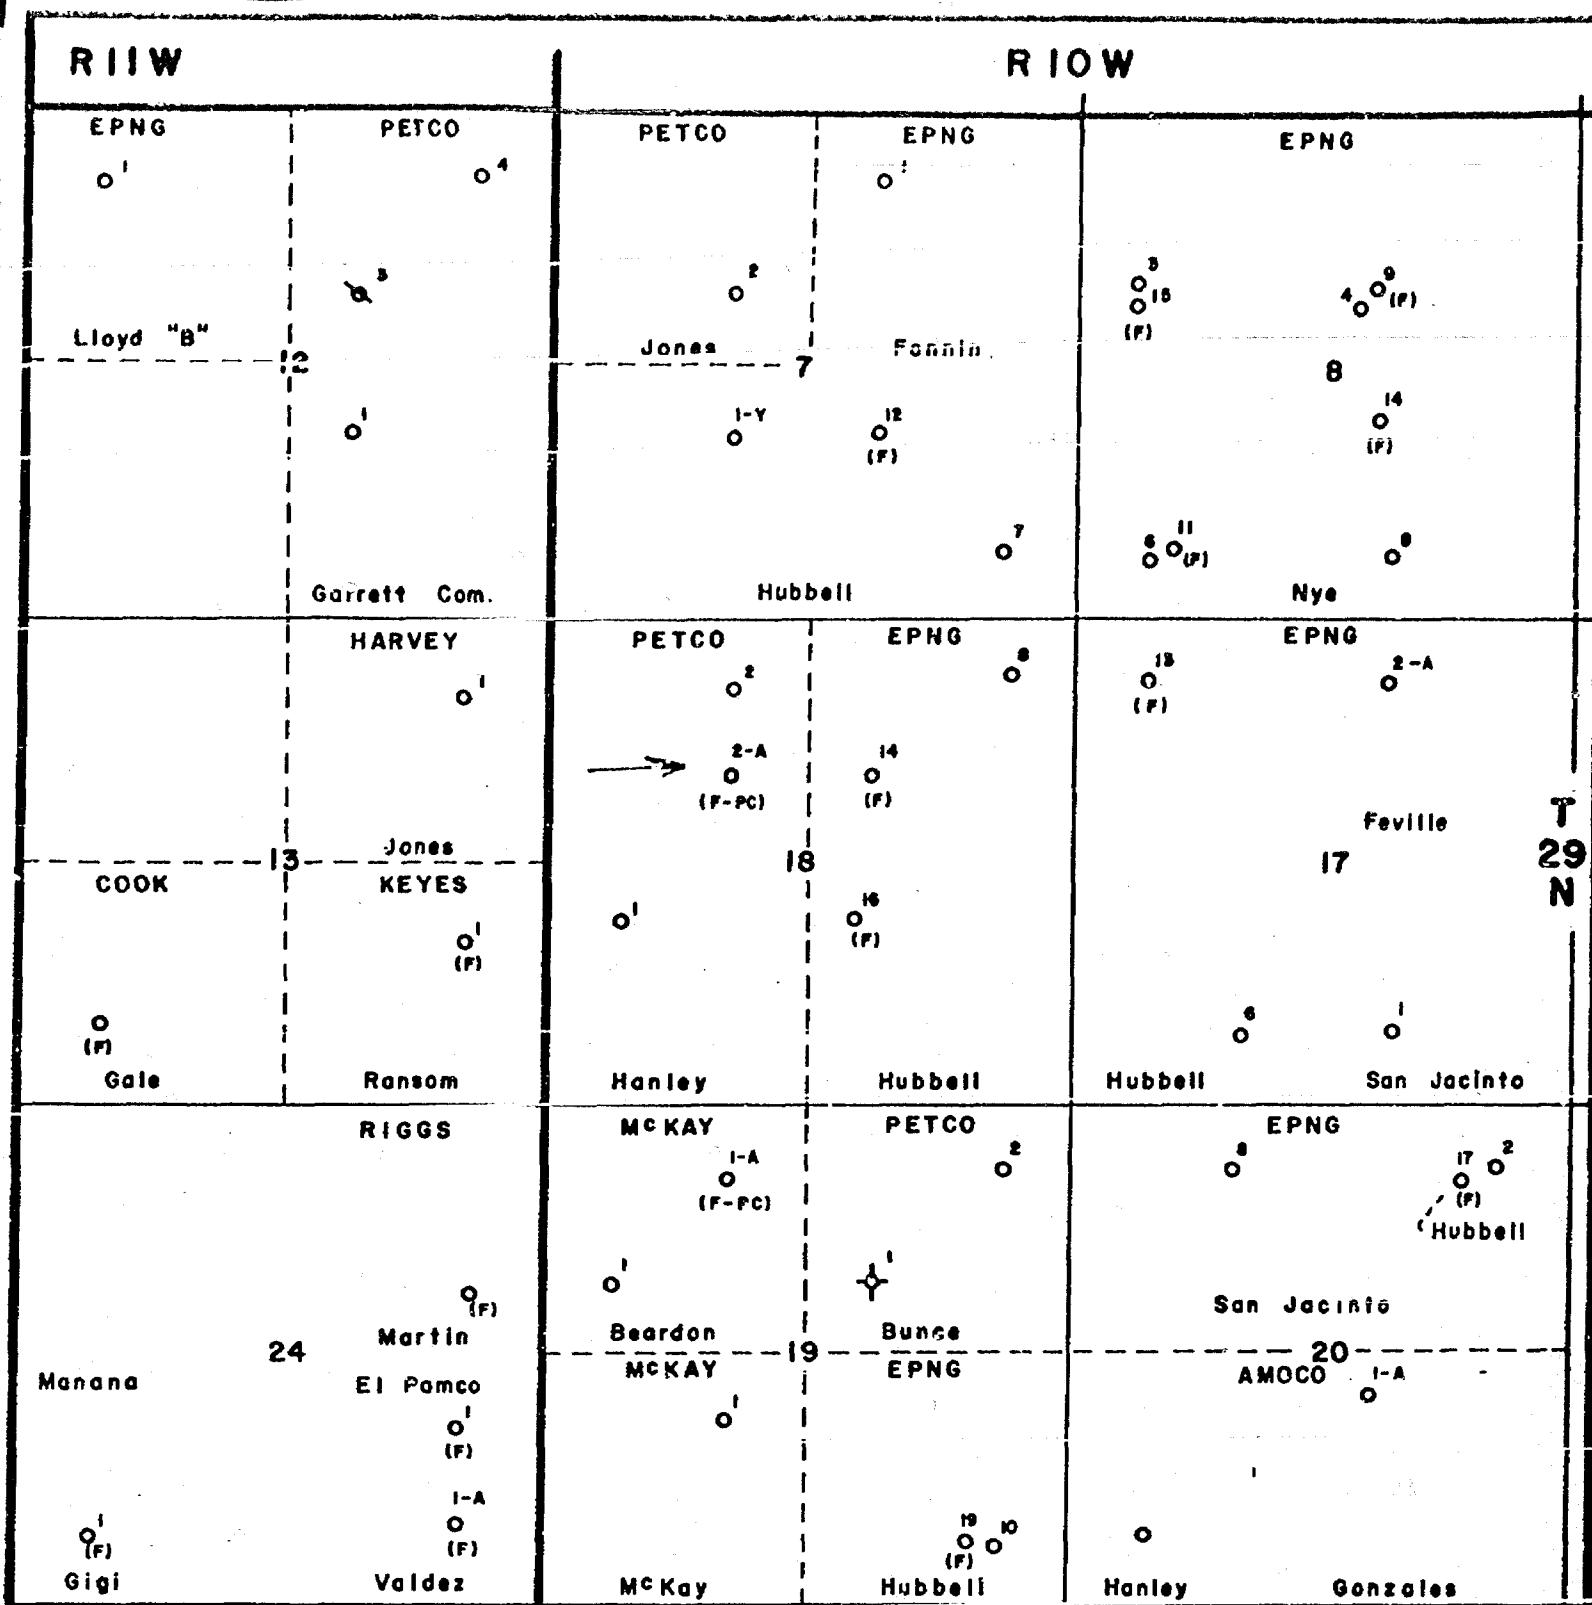 R11W R10W
EPNG PETCO PETCO EPNG EPNG
1 4 1
3 2 3 9
15 4 (F)
(F)
Lloyd "B" Jones Fannin
12 7 8
1 1-Y 12 14
(F) (F)
7 6 11 8
(F)
Garrett Com. Hubbell Nye
HARVEY PETCO EPNG EPNG
1 2 8 13 2-A
(F)
2-A 14
(F-PC) (F)
Jones Feville T
13 18 17 29
COOK KEYES N
1 1 16
(F) (F)
(F) 6 1
Gale Ransom Hanley Hubbell Hubbell San Jacinto
RIGGS McKAY PETCO EPNG
1-A 2 8 17 2
(F-PC) (F)
Hubbell
1 1
(F) San Jacinto
Martin Beardon Bunce
24 19 20
Manana El Pamco McKAY EPNG AMOCO 1-A
1 1
(F)
1-A
1 19 10
(F) (F) (F)
Gigi Valdez McKay Hubbell Hanley Gonzales